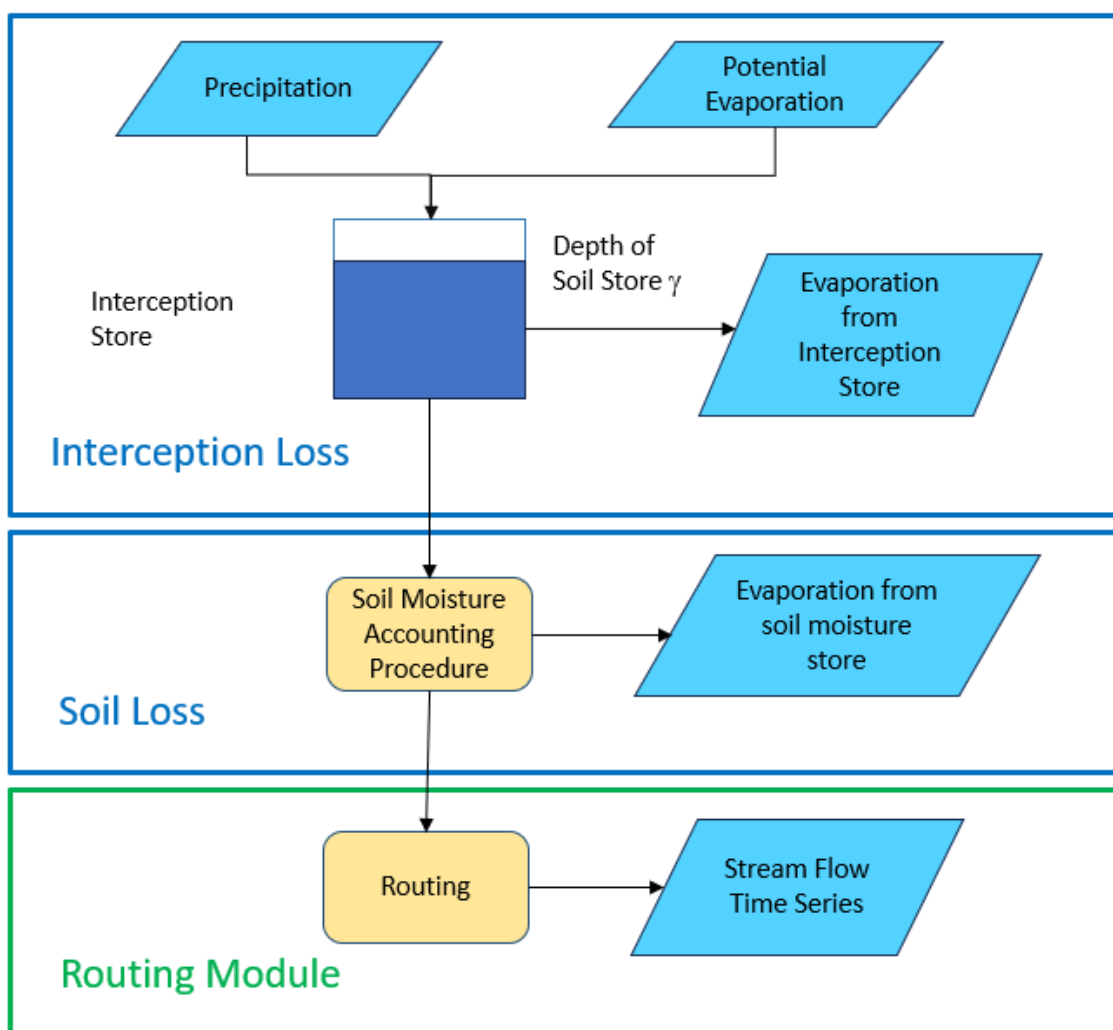 Precipitation
Potential
Evaporation
Depth of
Soil Store γ
Interception
Store
Evaporation
from
Interception
Store
Interception Loss
Soil Moisture
Accounting
Procedure
Evaporation from
soil moisture
store
Soil Loss
Routing
Stream Flow
Time Series
Routing Module